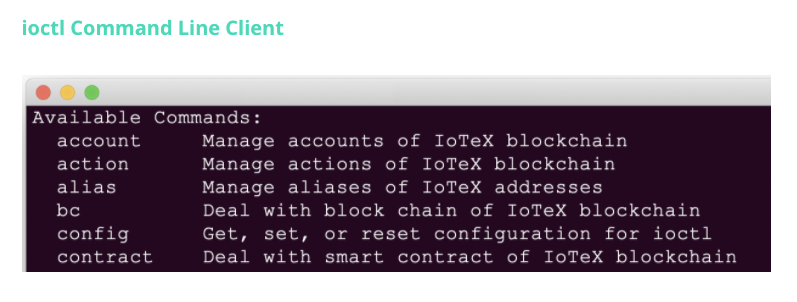 ioctl Command Line Client
Available Commands:
account Manage accounts of IoTeX blockchain
action Manage actions of IoTeX blockchain
alias Manage aliases of IoTeX addresses
bc Deal with block chain of IoTeX blockchain
config Get, set, or reset configuration for ioctl
contract Deal with smart contract of IoTeX blockchain